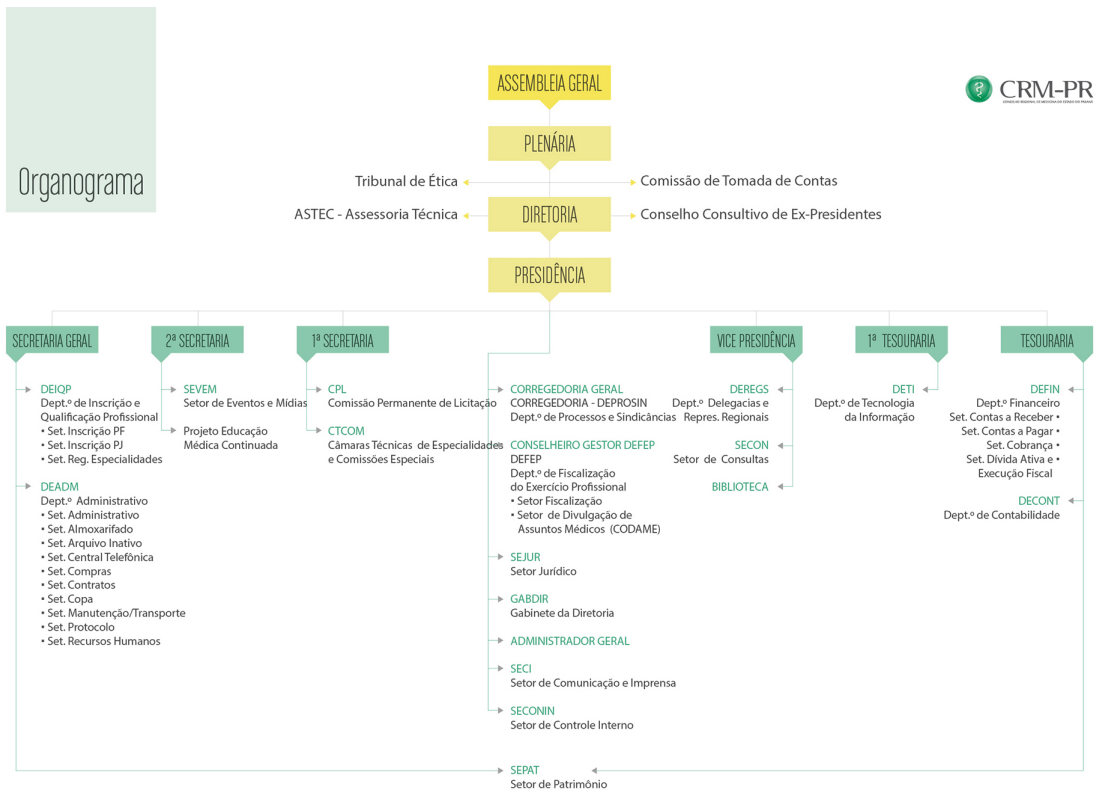 Organograma
CRM-PR
CONSELHO REGIONAL DE MEDICINA DO ESTADO DO PARANÁ
ASSEMBLEIA GERAL
PLENÁRIA
Tribunal de Ética
Comissão de Tomada de Contas
ASTEC - Assessoria Técnica
DIRETORIA
Conselho Consultivo de Ex-Presidentes
PRESIDÊNCIA
SECRETARIA GERAL
DEIQP
Dept.º de Inscrição e
Qualificação Profissional
• Set. Inscrição PF
• Set. Inscrição PJ
• Set. Reg. Especialidades
DEADM
Dept.º Administrativo
• Set. Administrativo
• Set. Almoxarifado
• Set. Arquivo Inativo
• Set. Central Telefônica
• Set. Compras
• Set. Contratos
• Set. Copa
• Set. Manutenção/Transporte
• Set. Protocolo
• Set. Recursos Humanos
2ª SECRETARIA
SEVEM
Setor de Eventos e Mídias
Projeto Educação
Médica Continuada
1ª SECRETARIA
CPL
Comissão Permanente de Licitação
CTCOM
Câmaras Técnicas de Especialidades
e Comissões Especiais
CORREGEDORIA GERAL
CORREGEDORIA - DEPROSIN
Dept.º de Processos e Sindicâncias
CONSELHEIRO GESTOR DEFEP
DEFEP
Dept.º de Fiscalização
do Exercício Profissional
• Setor Fiscalização
• Setor de Divulgação de
Assuntos Médicos (CODAME)
SEJUR
Setor Jurídico
GABDIR
Gabinete da Diretoria
ADMINISTRADOR GERAL
SECI
Setor de Comunicação e Imprensa
SECONIN
Setor de Controle Interno
VICE PRESIDÊNCIA
DEREGS
Dept.º Delegacias e
Repres. Regionais
SECON
Setor de Consultas
BIBLIOTECA
1ª TESOURARIA
DETI
Dept.º de Tecnologia
da Informação
TESOURARIA
DEFIN
Dept.º Financeiro
Set. Contas a Receber •
Set. Contas a Pagar •
Set. Cobrança •
Set. Dívida Ativa e •
Execução Fiscal
DECONT
Dept.º de Contabilidade
SEPAT
Setor de Patrimônio